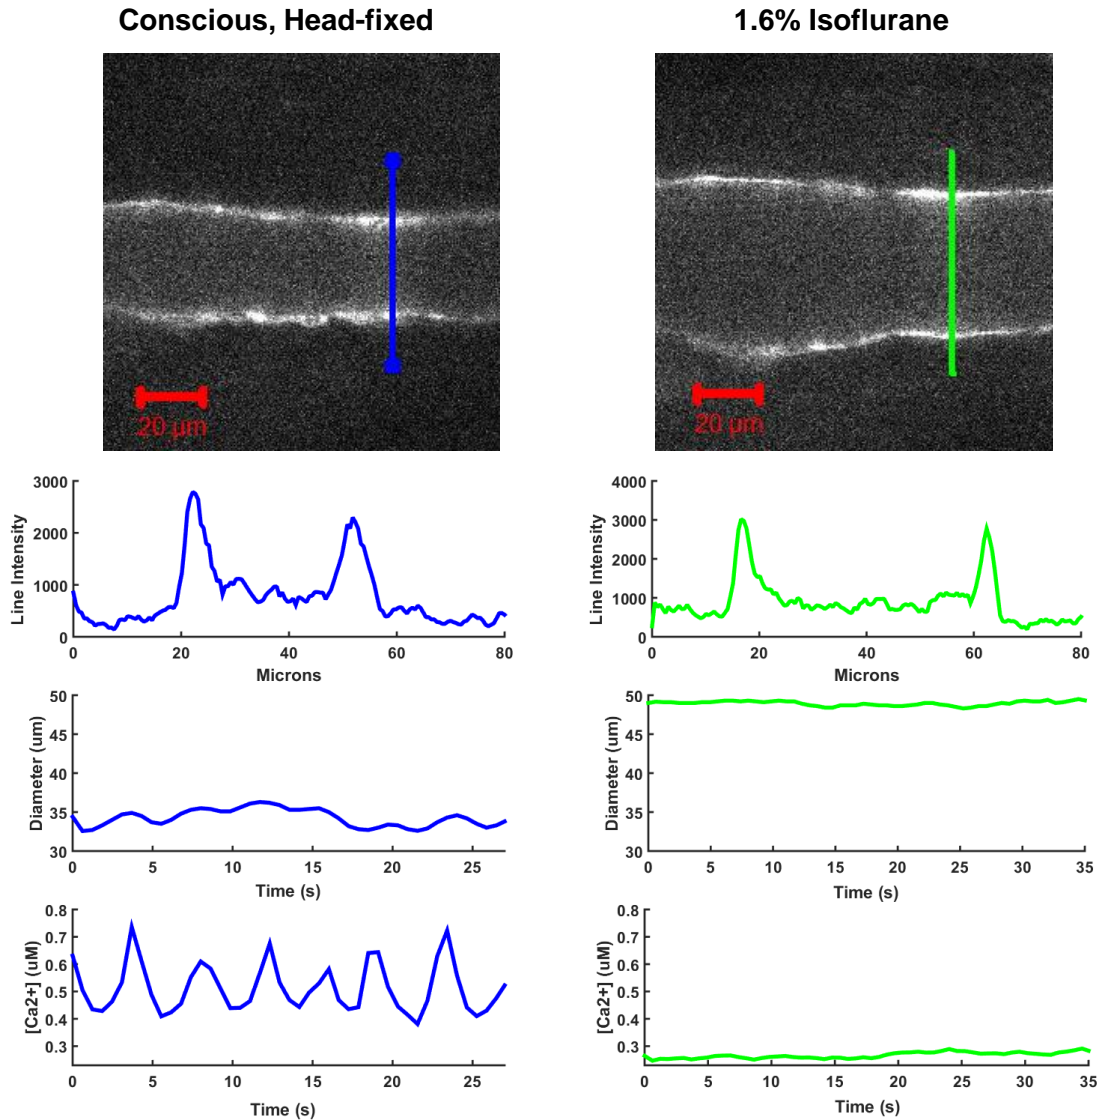 Conscious, Head-fixed
1.6% Isoflurane
20 µm
20 µm
3000
2000
1000
0
Line Intensity
0 20 40 60 80
Microns
4000
3000
2000
1000
0
Line Intensity
0 20 40 60 80
Microns
50
45
40
35
30
Diameter (um)
0 5 10 15 20 25
Time (s)
50
45
40
35
30
Diameter (um)
0 5 10 15 20 25 30 35
Time (s)
0.8
0.7
0.6
0.5
0.4
0.3
[Ca2+] (uM)
0 5 10 15 20 25
Time (s)
0.8
0.7
0.6
0.5
0.4
0.3
[Ca2+] (uM)
0 5 10 15 20 25 30 35
Time (s)